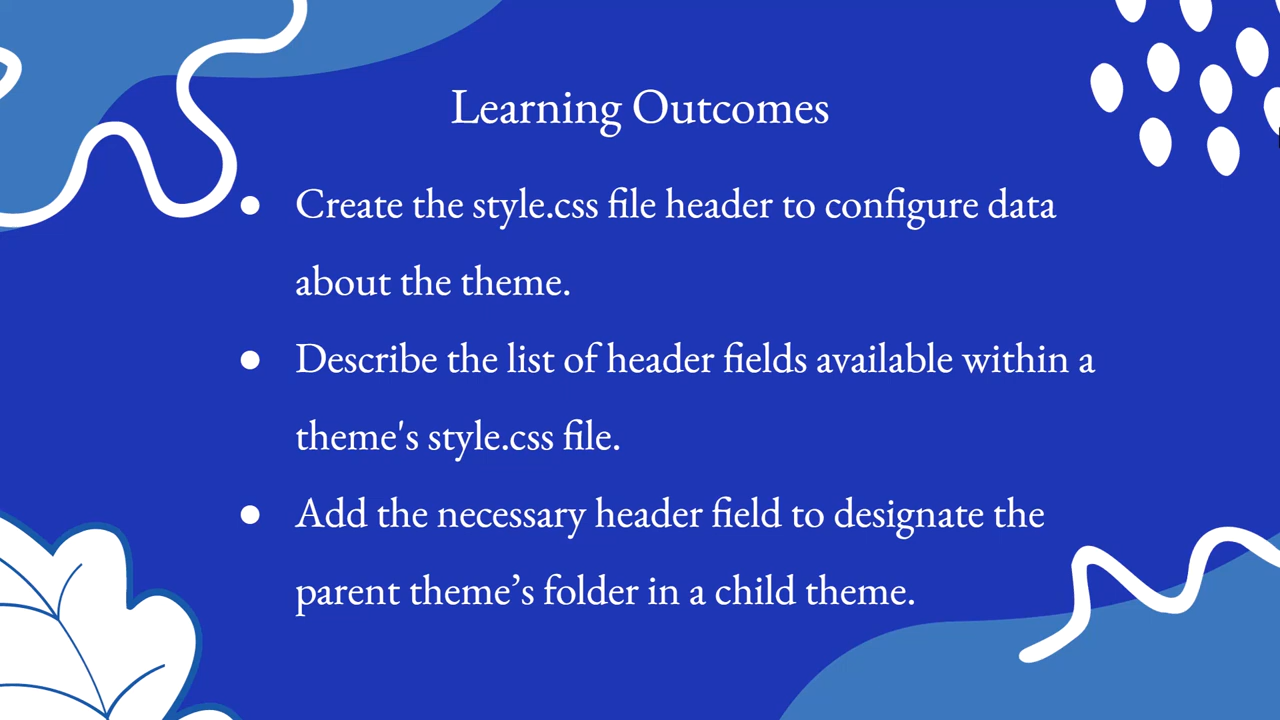 Learning Outcomes
● Create the style.css file header to configure data
about the theme.
● Describe the list of header fields available within a
theme's style.css file.
● Add the necessary header field to designate the
parent theme’s folder in a child theme.